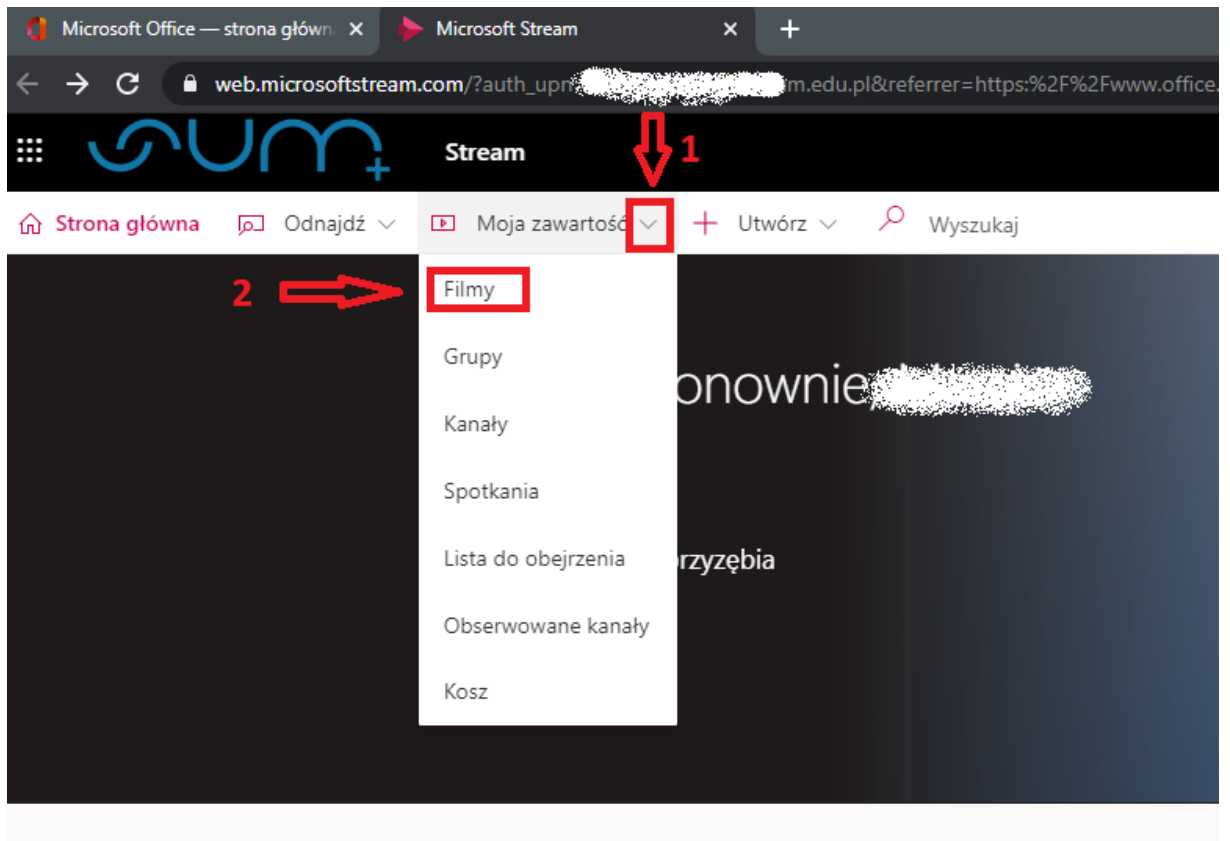 Microsoft Office — strona główn
Microsoft Stream
web.microsoftstream.com/?auth_upn m.edu.pl&referrer=https:%2F%2Fwww.office.
sum+
Stream
1
Strona główna
Odnajdź
Moja zawartość
Utwórz
Wyszukaj
2
Filmy
Grupy
onownie,
Kanały
Spotkania
Lista do obejrzenia
rzyzębia
Obserwowane kanały
Kosz